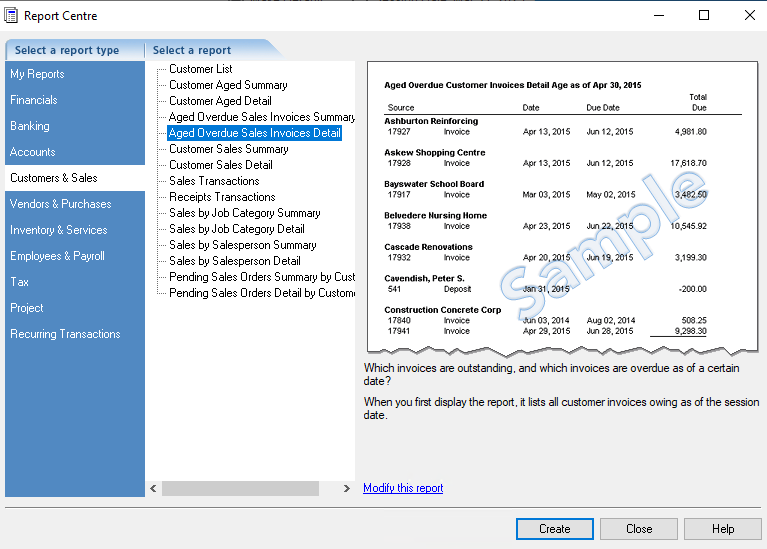 Report Centre
Select a report type
Select a report
My Reports
Financials
Banking
Accounts
Customers & Sales
Vendors & Purchases
Inventory & Services
Employees & Payroll
Tax
Project
Recurring Transactions
Customer List
Customer Aged Summary
Customer Aged Detail
Aged Overdue Sales Invoices Summary
Aged Overdue Sales Invoices Detail
Customer Sales Summary
Customer Sales Detail
Sales Transactions
Receipts Transactions
Sales by Job Category Summary
Sales by Job Category Detail
Sales by Salesperson Summary
Sales by Salesperson Detail
Pending Sales Orders Summary by Cust
Pending Sales Orders Detail by Custome
Aged Overdue Customer Invoices Detail Age as of Apr 30, 2015
Total
Source Date Due Date Due
Ashburton Reinforcing
17927 Invoice Apr 13, 2015 Jun 12, 2015 4,981.80
Askew Shopping Centre
17928 Invoice Apr 13, 2015 Jun 12, 2015 17,618.70
Bayswater School Board
17917 Invoice Mar 03, 2015 May 02, 2015 3,482.50
Belvedere Nursing Home
17938 Invoice Apr 23, 2015 Jun 22, 2015 10,545.92
Cascade Renovations
17932 Invoice Apr 20, 2015 Jun 19, 2015 3,199.30
Cavendish, Peter S.
541 Deposit Jan 31, 2015 -200.00
Construction Concrete Corp
17840 Invoice Jun 03, 2014 Aug 02, 2014 508.25
17941 Invoice Apr 29, 2015 Jun 28, 2015 9,298.30
Sample
Which invoices are outstanding, and which invoices are overdue as of a certain
date?
When you first display the report, it lists all customer invoices owing as of the session
date.
Modify this report
Create
Close
Help